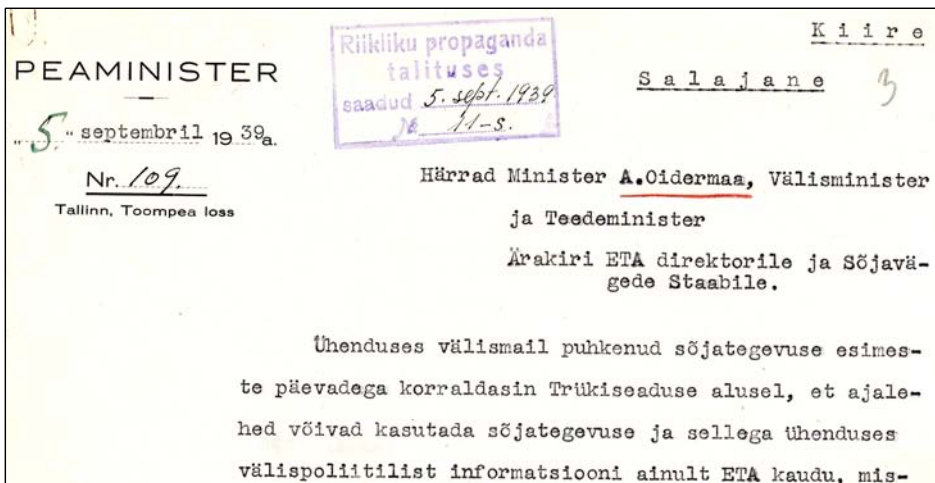 PEAMINISTER
"5." septembril 1939a.
Nr. 109.
Tallinn, Toompea loss
Riikliku propaganda
talituses
saadud 5. sept. 1939
№ 11-s.
Kiire
Salajane
3
Härrad Minister A.Oidermaa, Välisminister
ja Teedeminister
Ärakiri ETA direktorile ja Sõjavä-
gede Staabile.
Ühenduses välismail puhkenud sõjategevuse esimes-
te päevadega korraldasin Trükiseaduse alusel, et ajale-
hed võivad kasutada sõjategevuse ja sellega ühenduses
välispoliitilist informatsiooni ainult ETA kaudu, mis-